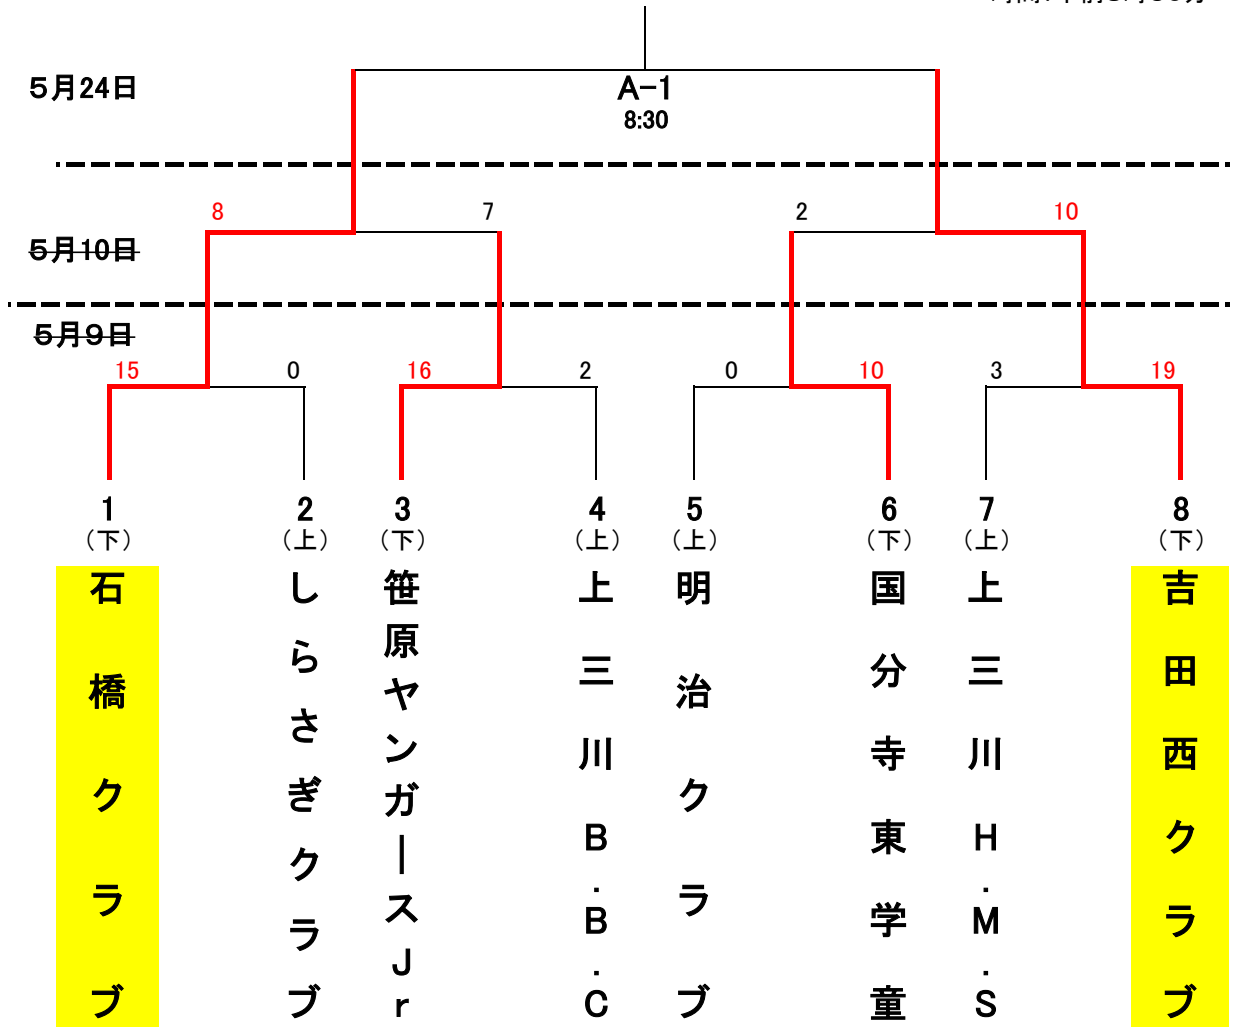 5月24日
A-1
8:30
8
7
2
10
5月10日
5月9日
15
0
16
2
0
10
3
19
1
2
3
4
5
6
7
8
(下)
(上)
(下)
(上)
(上)
(下)
(上)
(下)
石橋クラブ
しらさぎクラブ
笹原ヤンガースJr
上三川B.B.C
明治クラブ
国分寺東学童
上三川H.M.S
吉田西クラブ